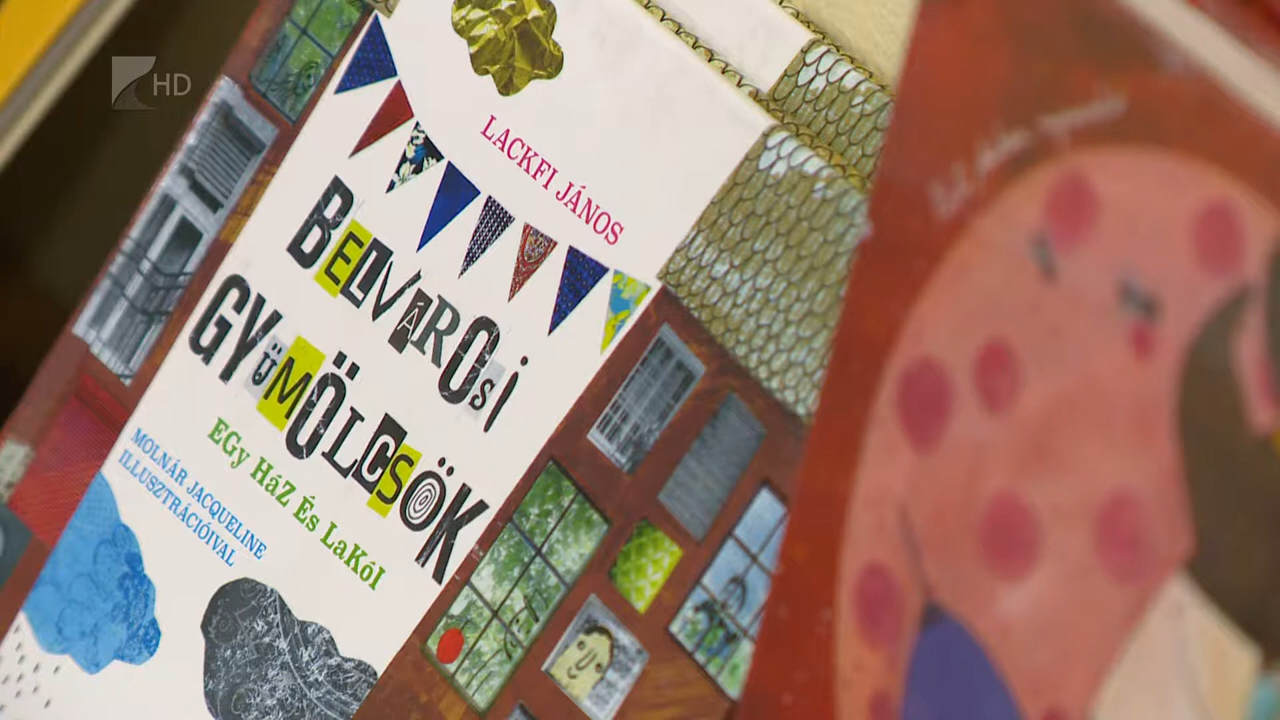 HD
LACKFI JÁNOS
BELVÁROSi
GYüMÖLCSÖK
EGy HáZ És LaKóI
MOLNÁR JACQUELINE
ILLUSZTRÁCIÓIVAL